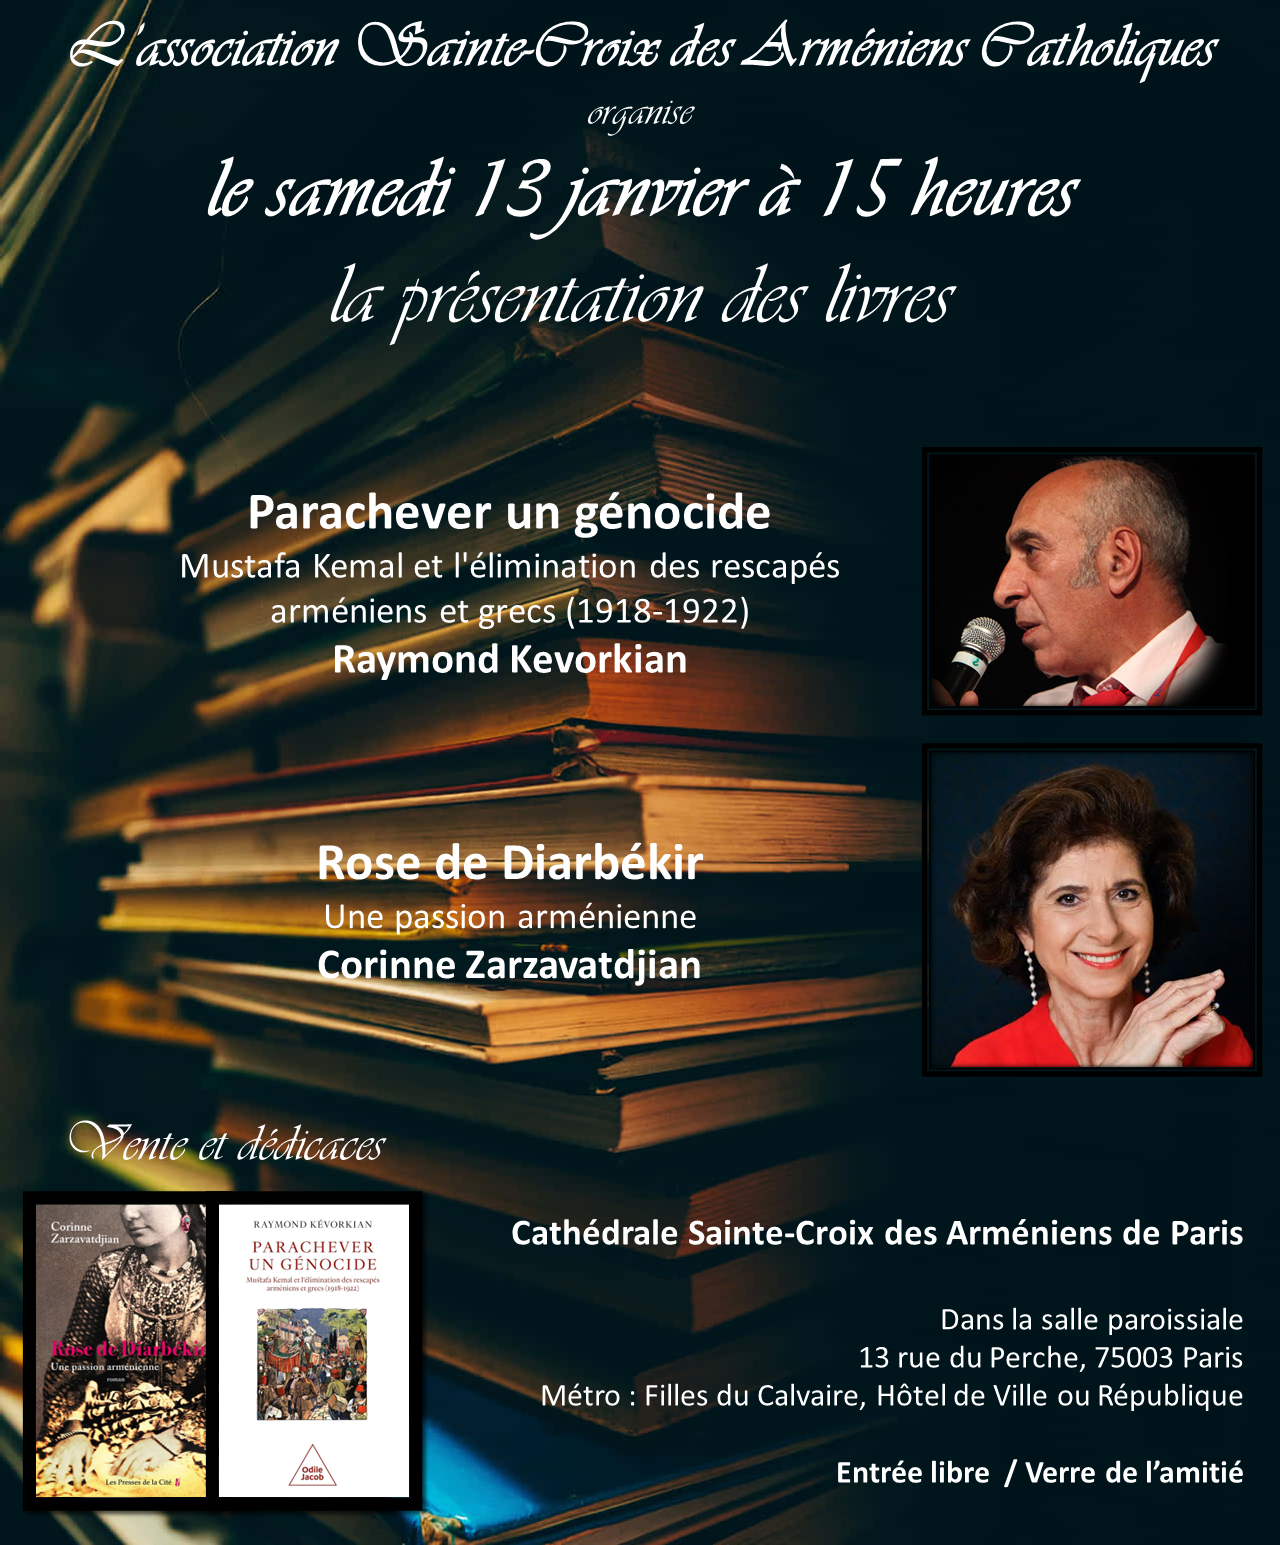 L'association Sainte-Croix des Arméniens Catholiques
organise
le samedi 13 janvier à 15 heures
la présentation des livres
Parachever un génocide
Mustafa Kemal et l'élimination des rescapés
arméniens et grecs (1918-1922)
Raymond Kevorkian
Rose de Diarbékir
Une passion arménienne
Corinne Zarzavatdjian
Vente et dédicaces
Corinne
Zarzavatdjian
Rose de Diarbékir
Une passion arménienne
roman
Les Presses de la Cité
RAYMOND KÉVORKIAN
PARACHEVER
UN GÉNOCIDE
Mustafa Kemal et l'élimination des rescapés
arméniens et grecs (1918-1922)
Odile
Jacob
Cathédrale Sainte-Croix des Arméniens de Paris
Dans la salle paroissiale
13 rue du Perche, 75003 Paris
Métro : Filles du Calvaire, Hôtel de Ville ou République
Entrée libre / Verre de l’amitié